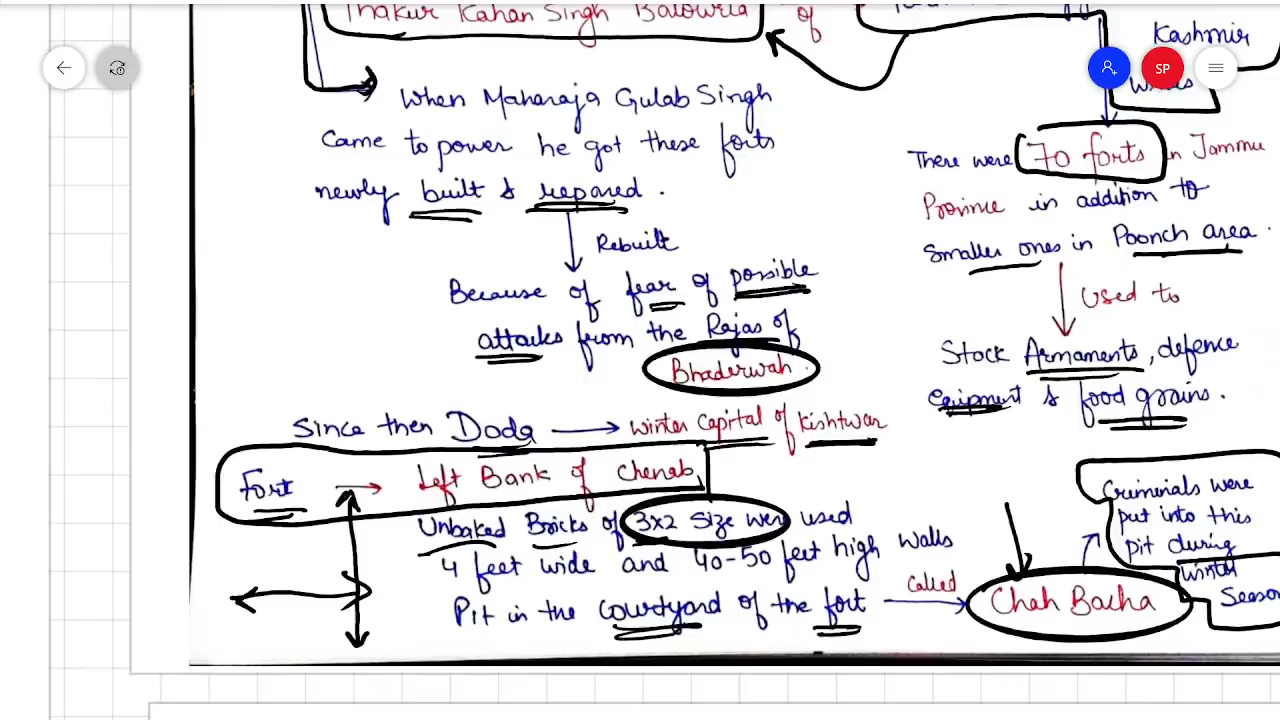 Thakur Kahan Singh Balowria
of
Kashmir
SP
When Maharaja Gulab Singh
Came to power he got these forts
newly built & repared.
Rebuilt
Because of fear of possible
attacks from the Rajas of
Bhaderwah.
Since then Doda → winter capital of Kishtwar
Fort → Left Bank of Chenab,
Unbaked Bricks of 3x2 size were used
4 feet wide and 40-50 feet high walls
Pit in the courtyard of the fort → called
Chah Bacha
There were 70 forts in Jammu
Province in addition to
Smaller ones in Poonch area.
Used to
Stock Armaments, defence
equipment & food grains.
Criminals were
put into this
pit during
winter
Season